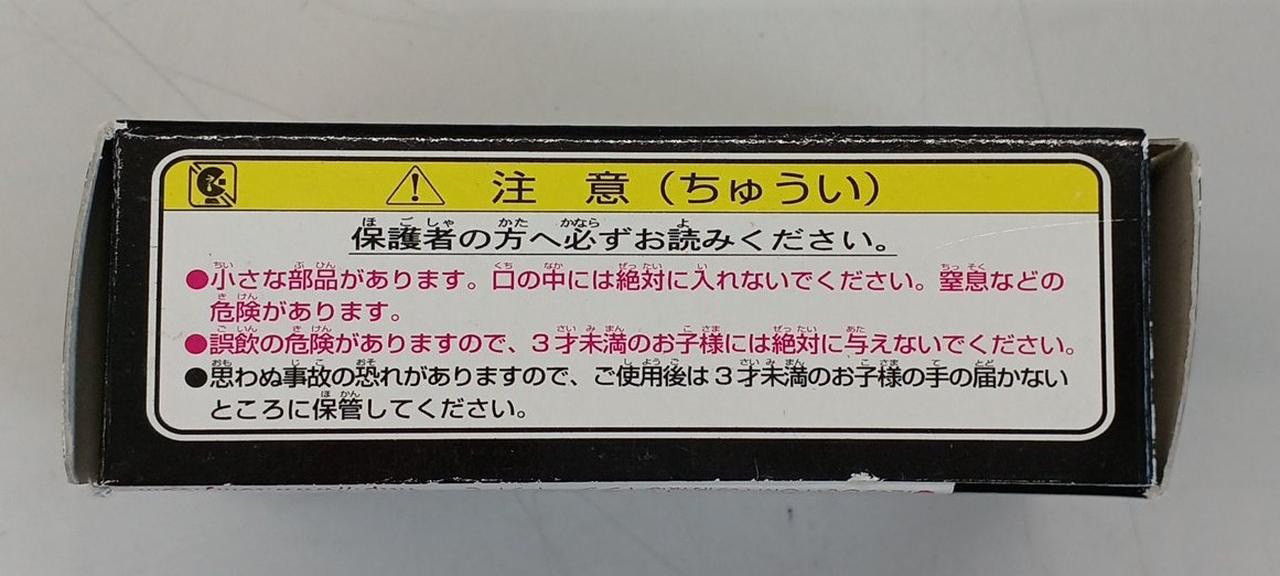 注 意（ちゅうい）
保護者の方へ必ずお読みください。
●小さな部品があります。口の中には絶対に入れないでください。窒息などの
危険があります。
●誤飲の危険がありますので、3才未満のお子様には絶対に与えないでください。
●思わぬ事故の恐れがありますので、ご使用後は3才未満のお子様の手の届かない
ところに保管してください。